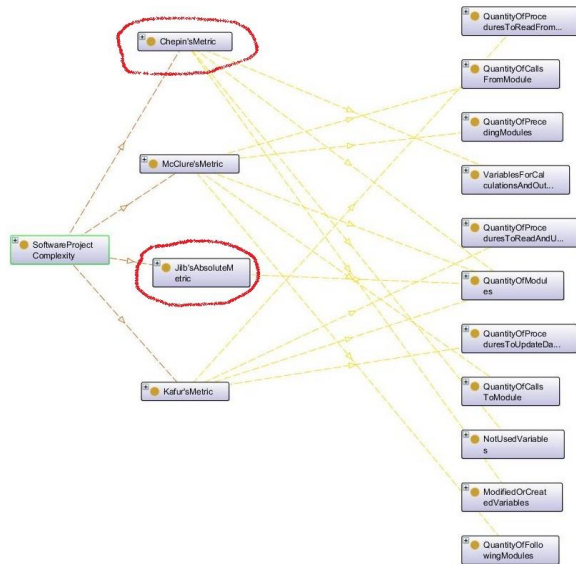 Chepin'sMetric
McClure'sMetric
SoftwareProject
Complexity
Jilb'sAbsoluteM
etric
Kafur'sMetric
QuantityOfProce
duresToReadFrom...
QuantityOfCalls
FromModule
QuantityOfPrece
dingModules
VariablesForCal
culationsAndOut...
QuantityOfProce
duresToReadAndU...
QuantityOfModul
es
QuantityOfProce
duresToUpdateDa...
QuantityOfCalls
ToModule
NotUsedVariable
s
ModifiedOrCreat
edVariables
QuantityOfFollo
wingModules